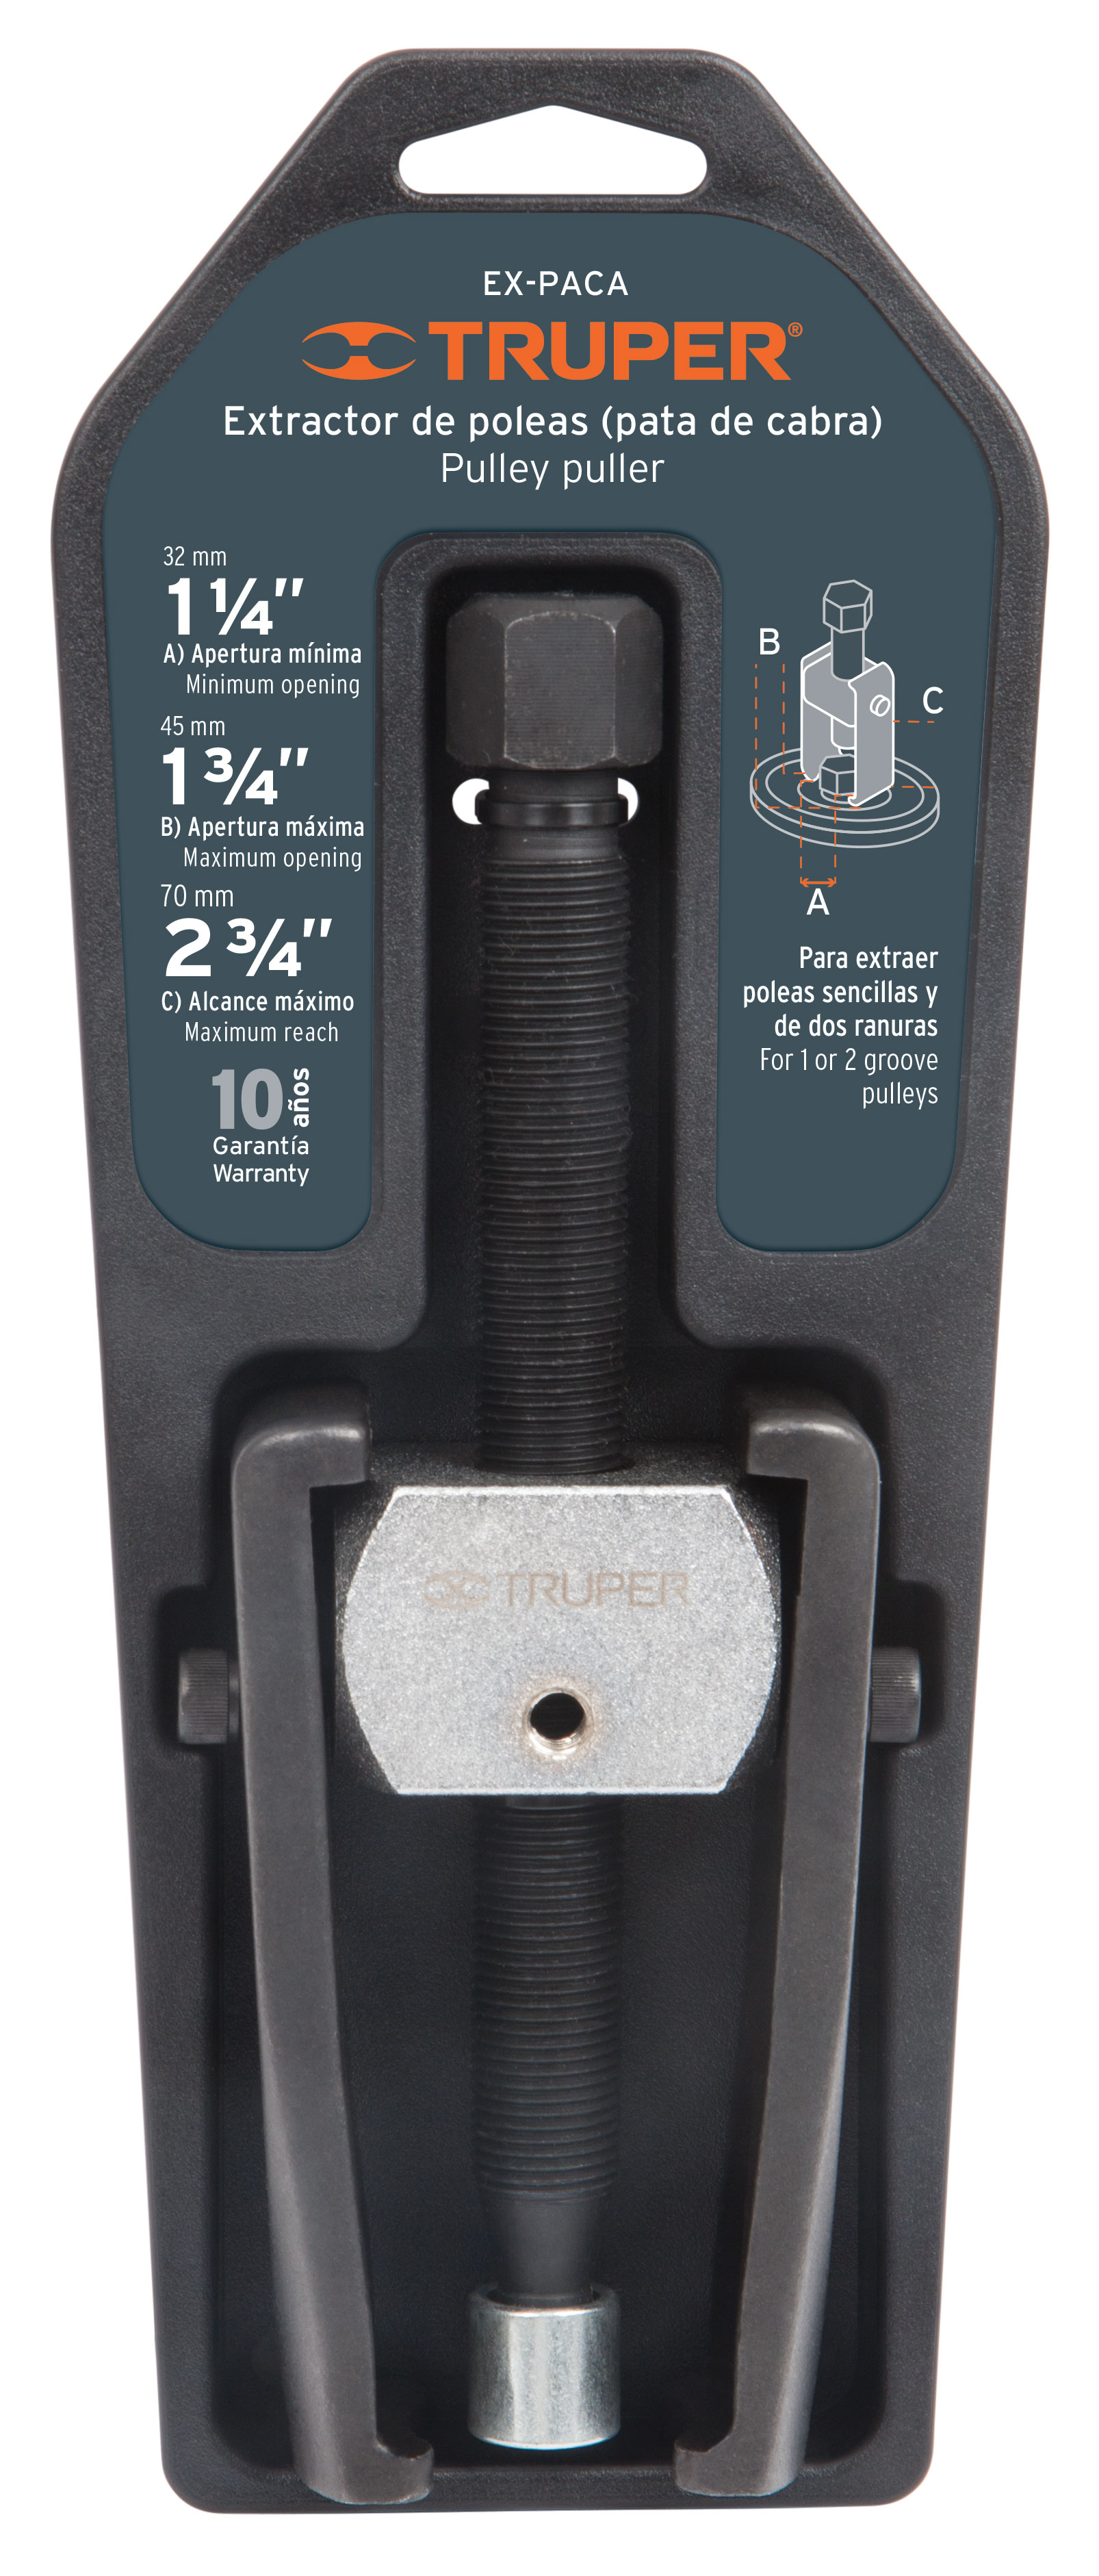 EX-PACA
TRUPER®
Extractor de poleas (pata de cabra)
Pulley puller
32 mm
1 ¼"
A) Apertura mínima
Minimum opening
45 mm
1 ¾"
B) Apertura máxima
Maximum opening
70 mm
2 ¾"
C) Alcance máximo
Maximum reach
10 años
Garantía
Warranty
B
C
A
Para extraer
poleas sencillas y
de dos ranuras
For 1 or 2 groove
pulleys
TRUPER